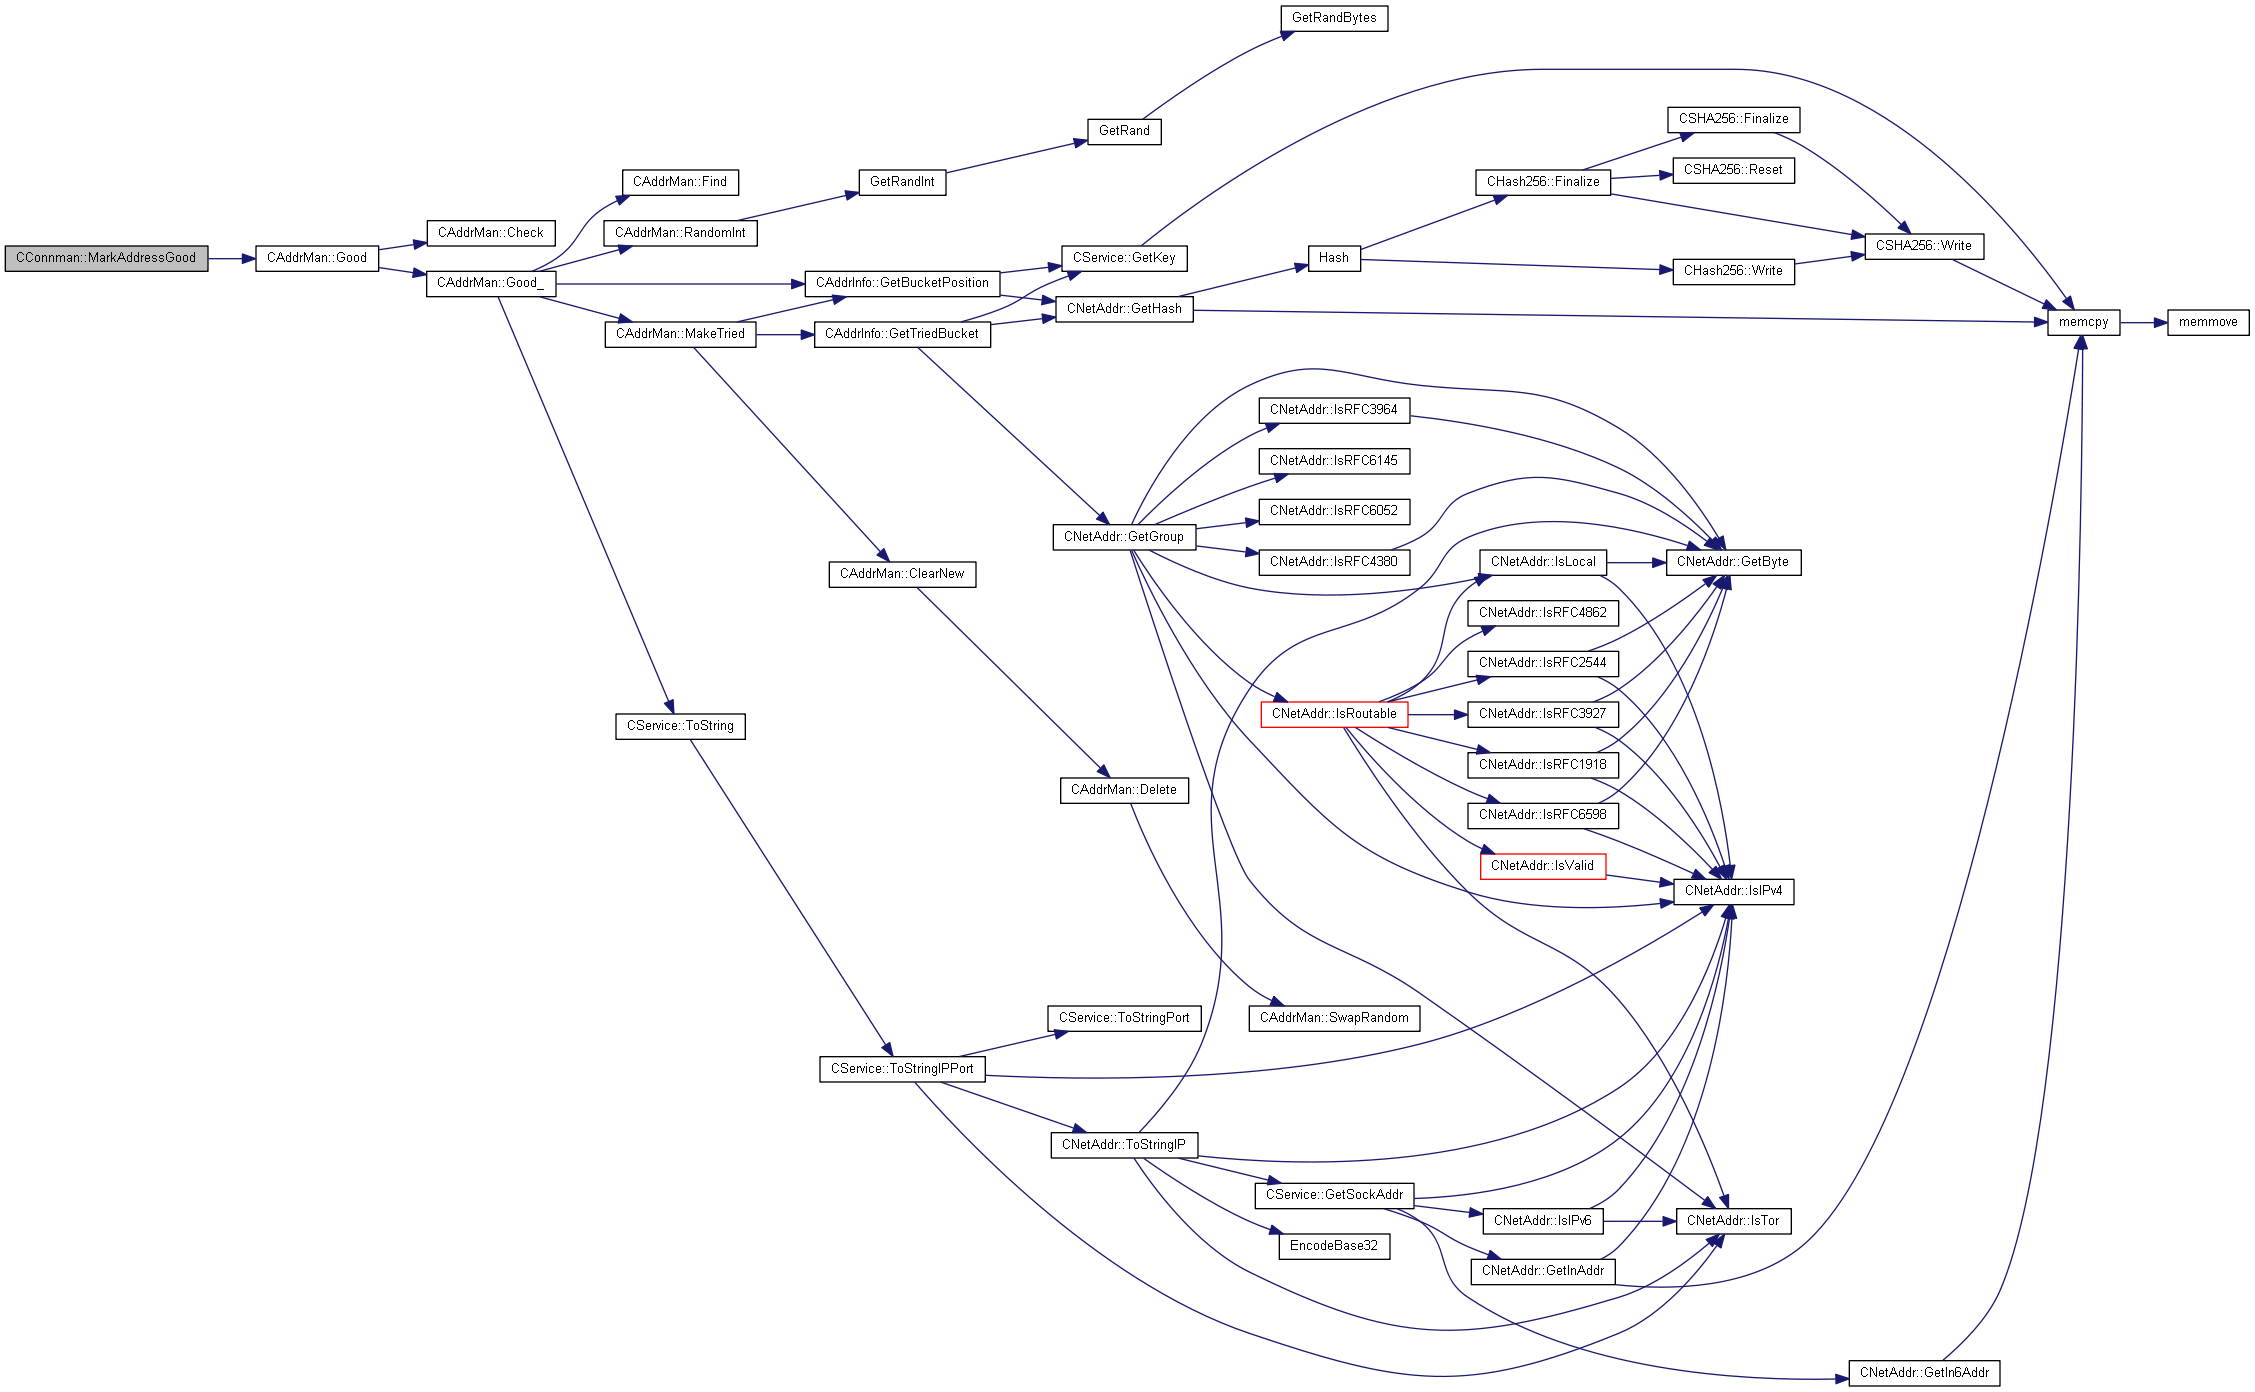 GetRandBytes
CSHA256::Finalize
GetRand
CSHA256::Reset
CAddrMan::Find
GetRandInt
CHash256::Finalize
CAddrMan::Check
CAddrMan::RandomInt
CSHA256::Write
CConnman::MarkAddressGood
CAddrMan::Good
CService::GetKey
Hash
CHash256::Write
CAddrMan::Good_
CAddrInfo::GetBucketPosition
CNetAddr::GetHash
memcpy
memmove
CAddrMan::MakeTried
CAddrInfo::GetTriedBucket
CNetAddr::IsRFC3964
CNetAddr::IsRFC6145
CNetAddr::IsRFC6052
CNetAddr::GetGroup
CNetAddr::IsRFC4380
CNetAddr::IsLocal
CNetAddr::GetByte
CAddrMan::ClearNew
CNetAddr::IsRFC4862
CNetAddr::IsRFC2544
CNetAddr::IsRoutable
CNetAddr::IsRFC3927
CService::ToString
CNetAddr::IsRFC1918
CAddrMan::Delete
CNetAddr::IsRFC6598
CNetAddr::IsValid
CNetAddr::IsIPv4
CService::ToStringPort
CAddrMan::SwapRandom
CService::ToStringIPPort
CNetAddr::ToStringIP
CService::GetSockAddr
CNetAddr::IsIPv6
CNetAddr::IsTor
EncodeBase32
CNetAddr::GetInAddr
CNetAddr::GetIn6Addr